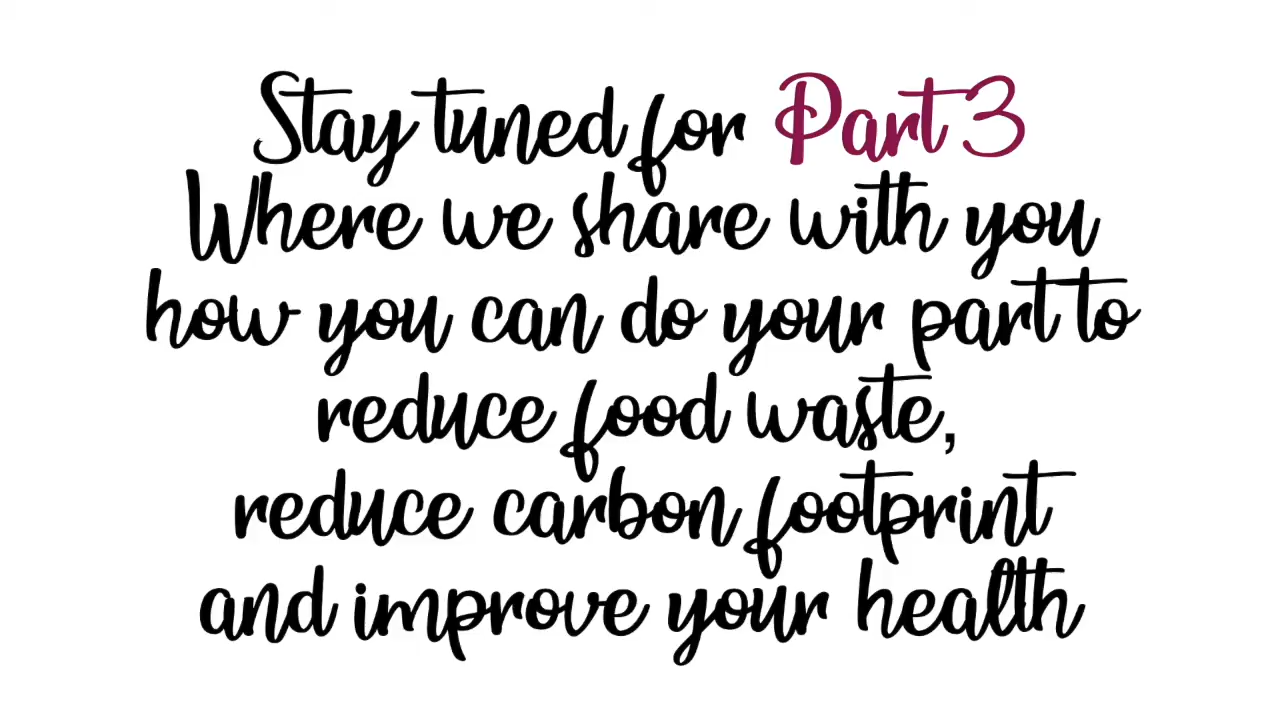 Stay tuned for Part 3
Where we share with you
how you can do your part to
reduce food waste,
reduce carbon footprint
and improve your health